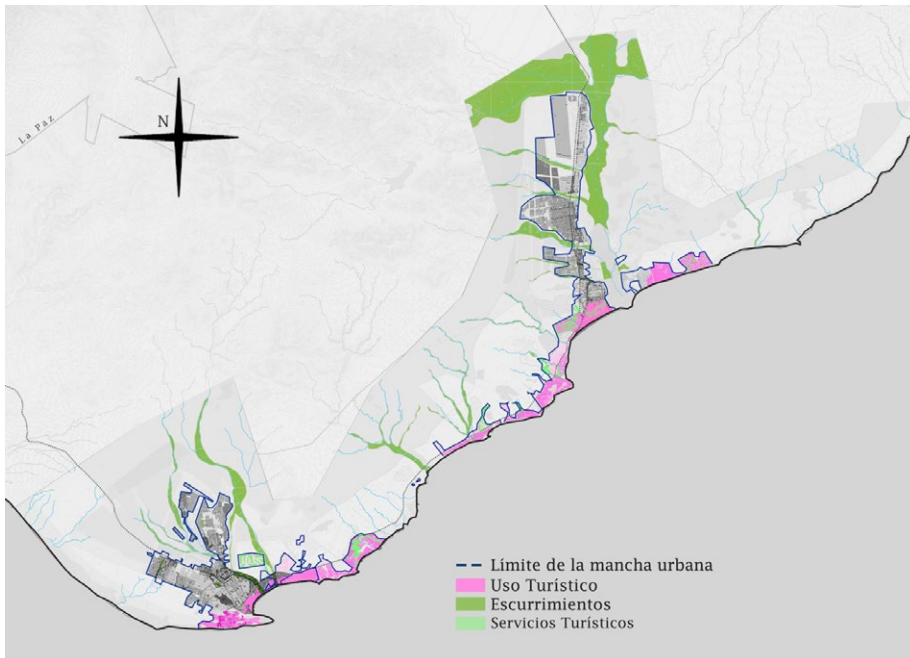 N
La Paz
Límite de la mancha urbana
Uso Turístico
Escurrimientos
Servicios Turísticos